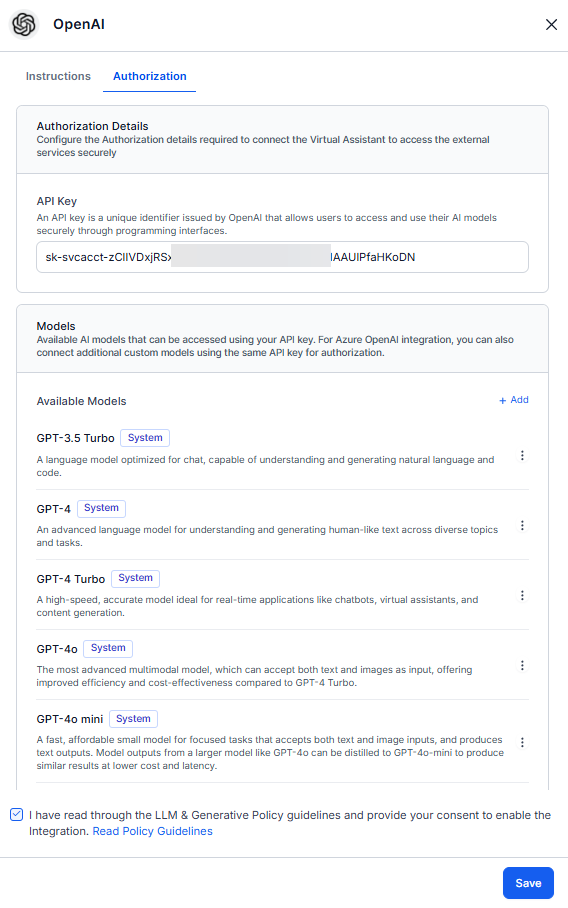 OpenAI
Instructions
Authorization
Authorization Details
Configure the Authorization details required to connect the Virtual Assistant to access the external
services securely
API Key
An API key is a unique identifier issued by OpenAI that allows users to access and use their AI models
securely through programming interfaces.
sk-svcacct-zCIIVDxjRSx AAUIPfaHKoDN
Models
Available AI models that can be accessed using your API key. For Azure OpenAI integration, you can also
connect additional custom models using the same API key for authorization.
Available Models
+ Add
GPT-3.5 Turbo System
A language model optimized for chat, capable of understanding and generating natural language and
code.
GPT-4 System
An advanced language model for understanding and generating human-like text across diverse topics
and tasks.
GPT-4 Turbo System
A high-speed, accurate model ideal for real-time applications like chatbots, virtual assistants, and
content generation.
GPT-4o System
The most advanced multimodal model, which can accept both text and images as input, offering
improved efficiency and cost-effectiveness compared to GPT-4 Turbo.
GPT-4o mini System
A fast, affordable small model for focused tasks that accepts both text and image inputs, and produces
text outputs. Model outputs from a larger model like GPT-4o can be distilled to GPT-4o-mini to produce
similar results at lower cost and latency.
I have read through the LLM & Generative Policy guidelines and provide your consent to enable the
Integration. Read Policy Guidelines
Save